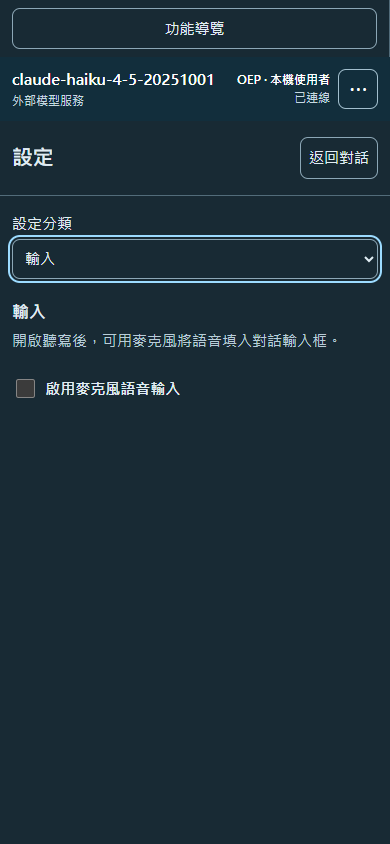 功能導覽
claude-haiku-4-5-20251001
外部模型服務
OEP · 本機使用者
已連線
···
設定
返回對話
設定分類
輸入
輸入
開啟聽寫後，可用麥克風將語音填入對話輸入框。
啟用麥克風語音輸入